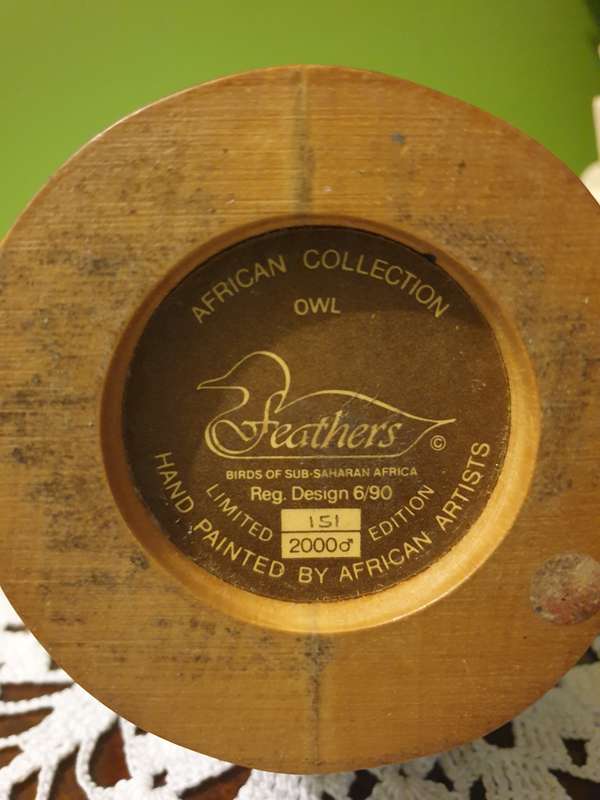 AFRICAN COLLECTION
OWL
Feathers ©
BIRDS OF SUB-SAHARAN AFRICA
Reg. Design 6/90
LIMITED EDITION
151
2000♂
HAND PAINTED BY AFRICAN ARTISTS